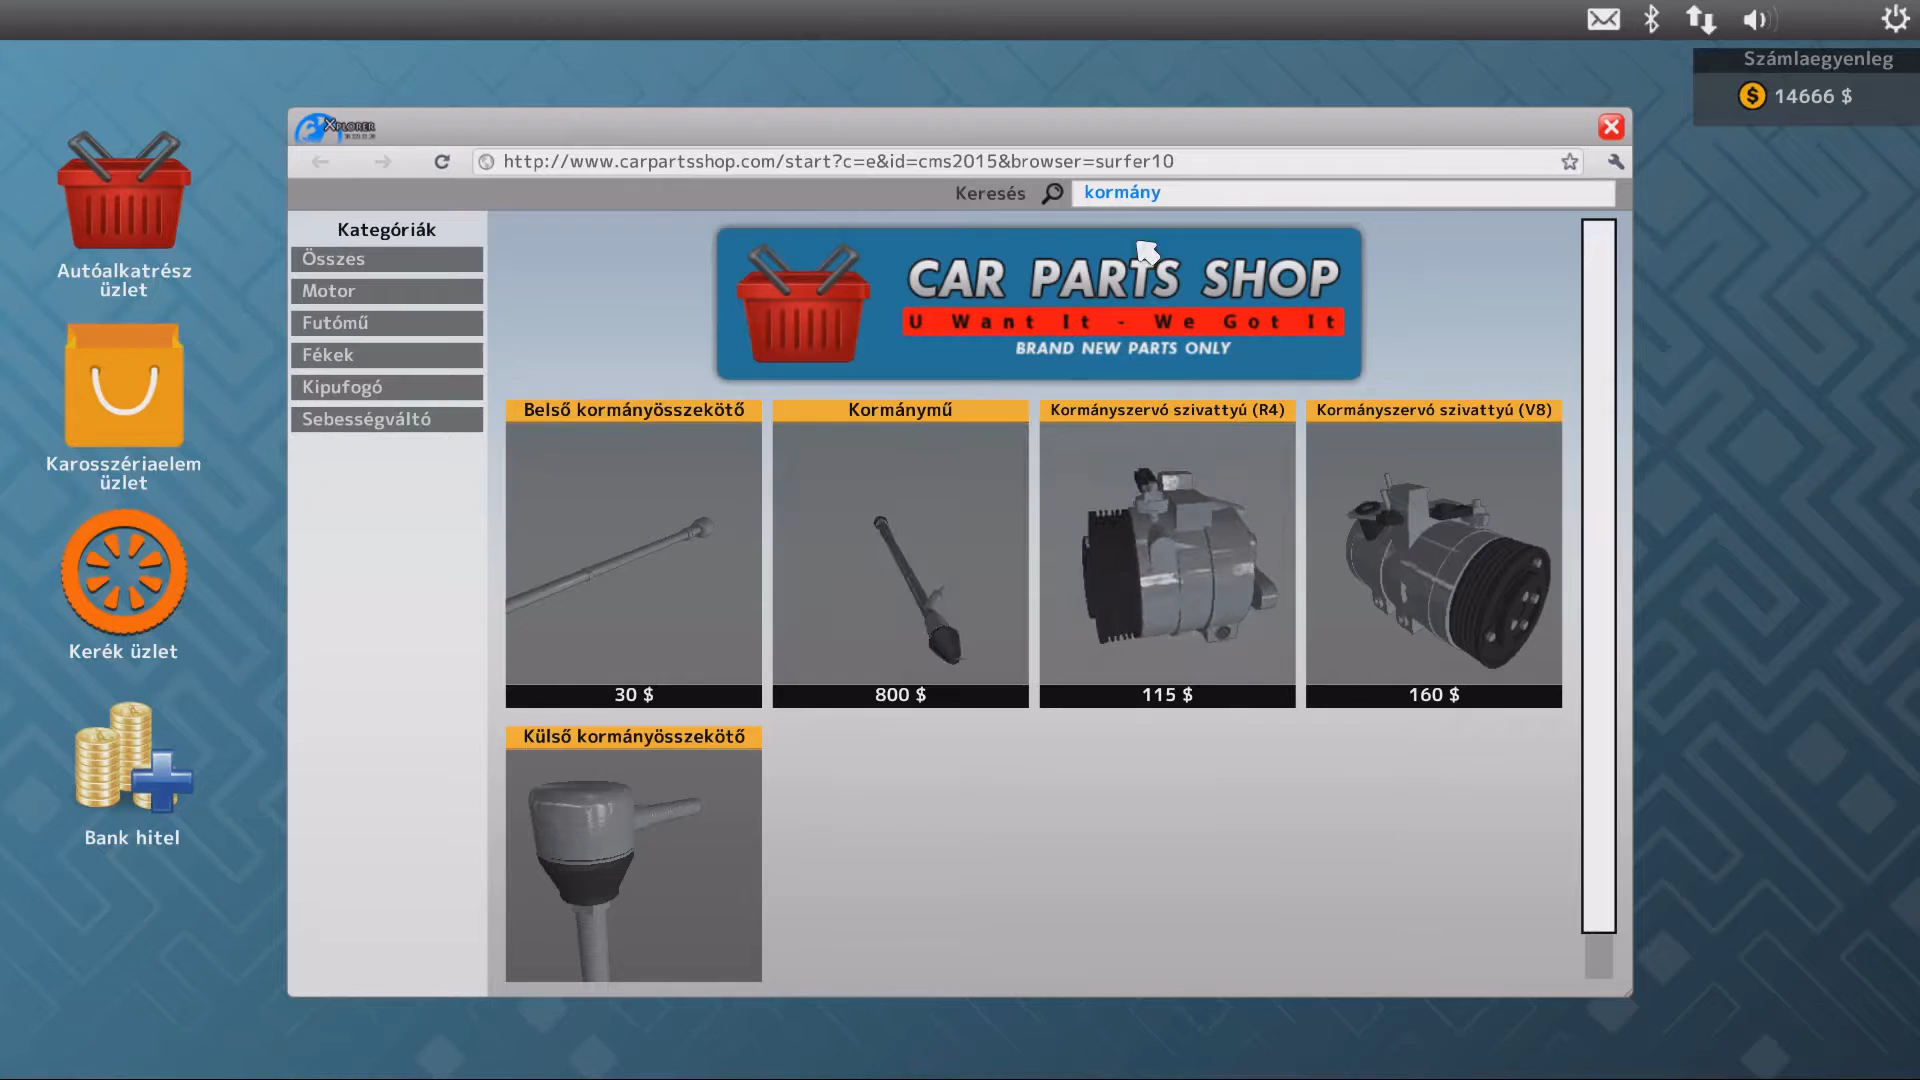 Számlaegyenleg
14666 $
XPLORER
http://www.carpartsshop.com/start?c=e&id=cms2015&browser=surfer10
Keresés
kormány
Autóalkatrész
üzlet
Karosszériaelem
üzlet
Kerék üzlet
Bank hitel
Kategóriák
Összes
Motor
Futómű
Fékek
Kipufogó
Sebességváltó
CAR PARTS SHOP
U Want It - We Got It
BRAND NEW PARTS ONLY
Belső kormányösszekötő
30 $
Kormánymű
800 $
Kormányszervó szivattyú (R4)
115 $
Kormányszervó szivattyú (V8)
160 $
Külső kormányösszekötő